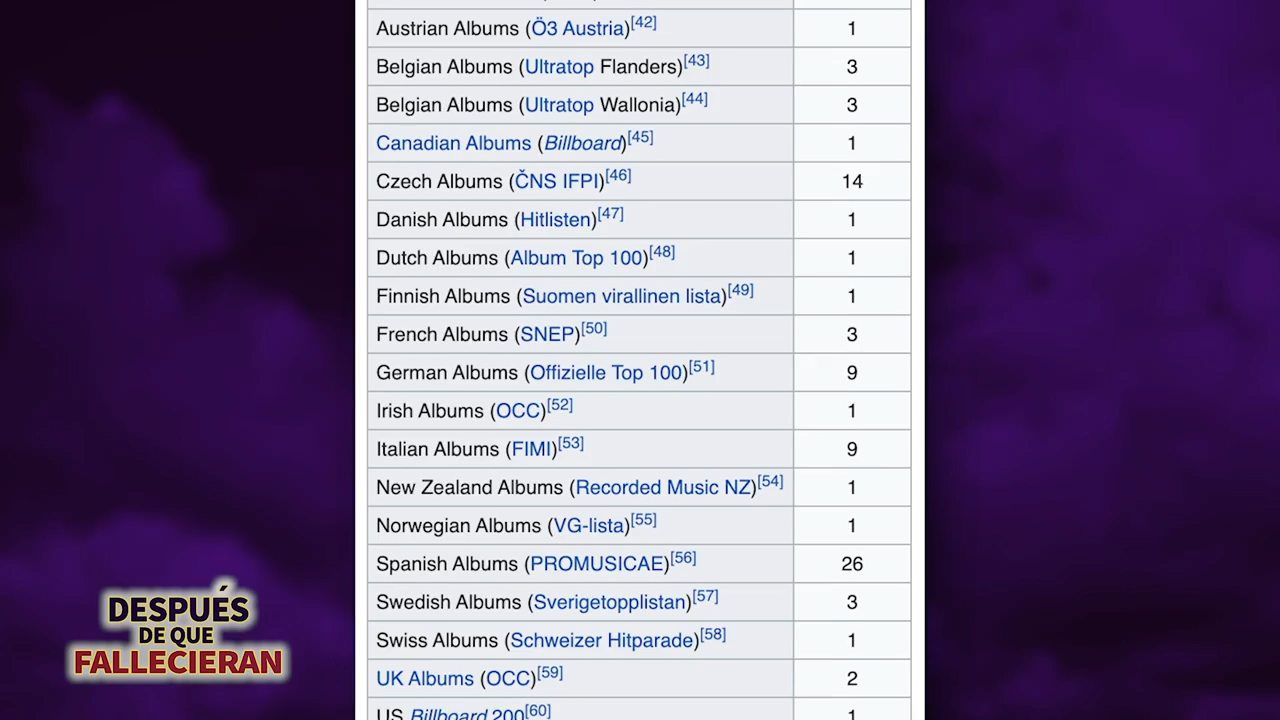 Austrian Albums (Ö3 Austria)[42] 1
Belgian Albums (Ultratop Flanders)[43] 3
Belgian Albums (Ultratop Wallonia)[44] 3
Canadian Albums (Billboard)[45] 1
Czech Albums (ČNS IFPI)[46] 14
Danish Albums (Hitlisten)[47] 1
Dutch Albums (Album Top 100)[48] 1
Finnish Albums (Suomen virallinen lista)[49] 1
French Albums (SNEP)[50] 3
German Albums (Offizielle Top 100)[51] 9
Irish Albums (OCC)[52] 1
Italian Albums (FIMI)[53] 9
New Zealand Albums (Recorded Music NZ)[54] 1
Norwegian Albums (VG-lista)[55] 1
Spanish Albums (PROMUSICAE)[56] 26
Swedish Albums (Sverigetopplistan)[57] 3
Swiss Albums (Schweizer Hitparade)[58] 1
UK Albums (OCC)[59] 2
US Billboard 200[60] 1
DESPUÉS
DE QUE
FALLECIERAN